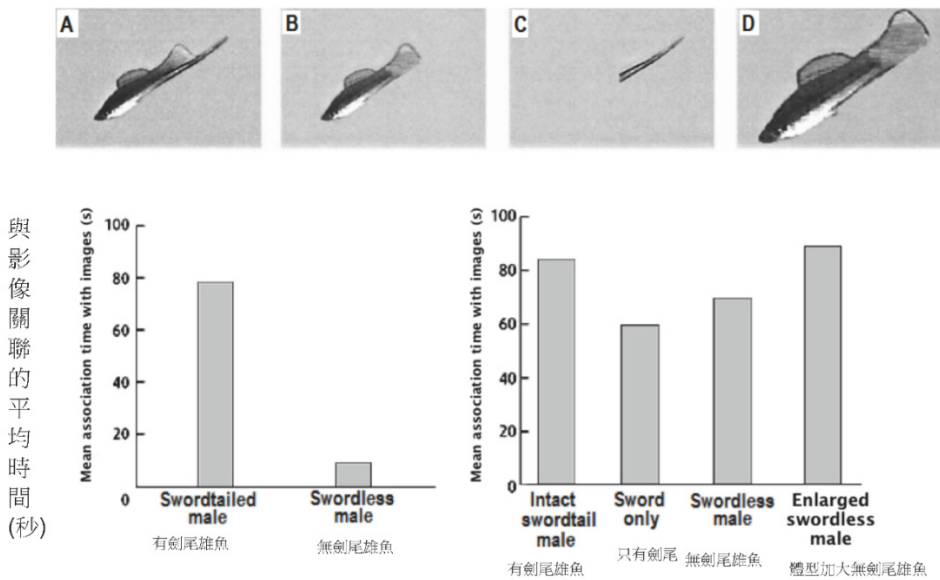 A
B
C
D
與影像關聯的平均時間(秒)
Mean association time with images (s)
100
80
60
40
20
0
Swordtailed male
有劍尾雄魚
Swordless male
無劍尾雄魚
Mean association time with images (s)
100
80
60
40
20
0
Intact swordtail male
有劍尾雄魚
Sword only
只有劍尾
Swordless male
無劍尾雄魚
Enlarged swordless male
體型加大無劍尾雄魚